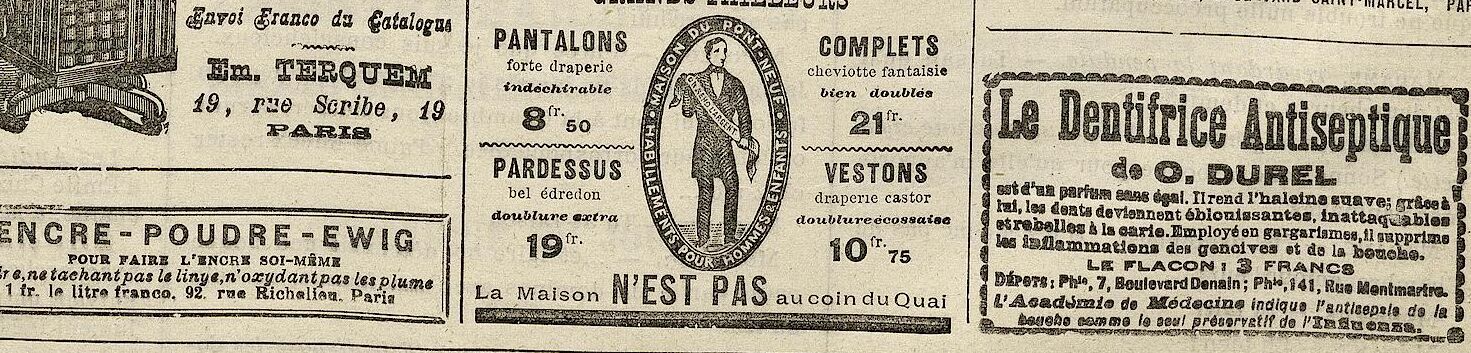 Envoi Franco du Catalogue
Em. TERQUEM
19, rue Scribe, 19
PARIS
ENCRE-POUDRE-EWIG
POUR FAIRE L'ENCRE SOI-MÊME
ne tachant pas le linge, n'oxydant pas les plume
1 fr. le litre franco. 92. rue Richelieu. Paris
GRANDS TAILLEURS
PANTALONS
forte draperie
indéchirable
8 fr. 50
PARDESSUS
bel édredon
doublure extra
19 fr.
MAISON DU PONT-NEUF
HABILLEMENTS POUR HOMMES & ENFANTS
COMPLETS
cheviotte fantaisie
bien doublés
21 fr.
VESTONS
draperie castor
doublure écossaise
10 fr. 75
La Maison N'EST PAS au coin du Quai
SAINT-MARCEL, PAR
Le Dentifrice Antiseptique
de O. DUREL
est d'un parfum sans égal. Il rend l'haleine suave; grâce à
lui, les dents deviennent éblouissantes, inattaquables
et rebelles à la carie. Employé en gargarismes, il supprime
les inflammations des gencives et de la bouche.
LE FLACON: 3 FRANCS
DÉPOTS: Phie, 7, Boulevard Denain; Phie, 141, Rue Montmartre.
L'Académie de Médecine indique l'antisepsie de la
bouche comme le seul préservatif de l'Influenza.